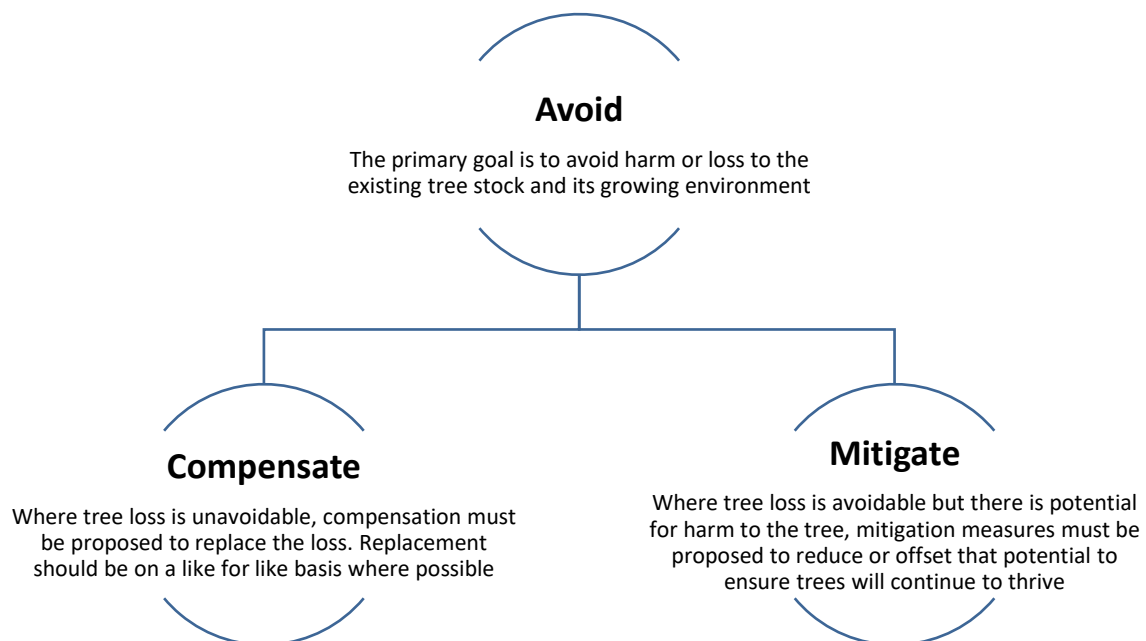 Avoid
The primary goal is to avoid harm or loss to the
existing tree stock and its growing environment
Compensate
Where tree loss is unavoidable, compensation must
be proposed to replace the loss. Replacement
should be on a like for like basis where possible
Mitigate
Where tree loss is avoidable but there is potential
for harm to the tree, mitigation measures must be
proposed to reduce or offset that potential to
ensure trees will continue to thrive